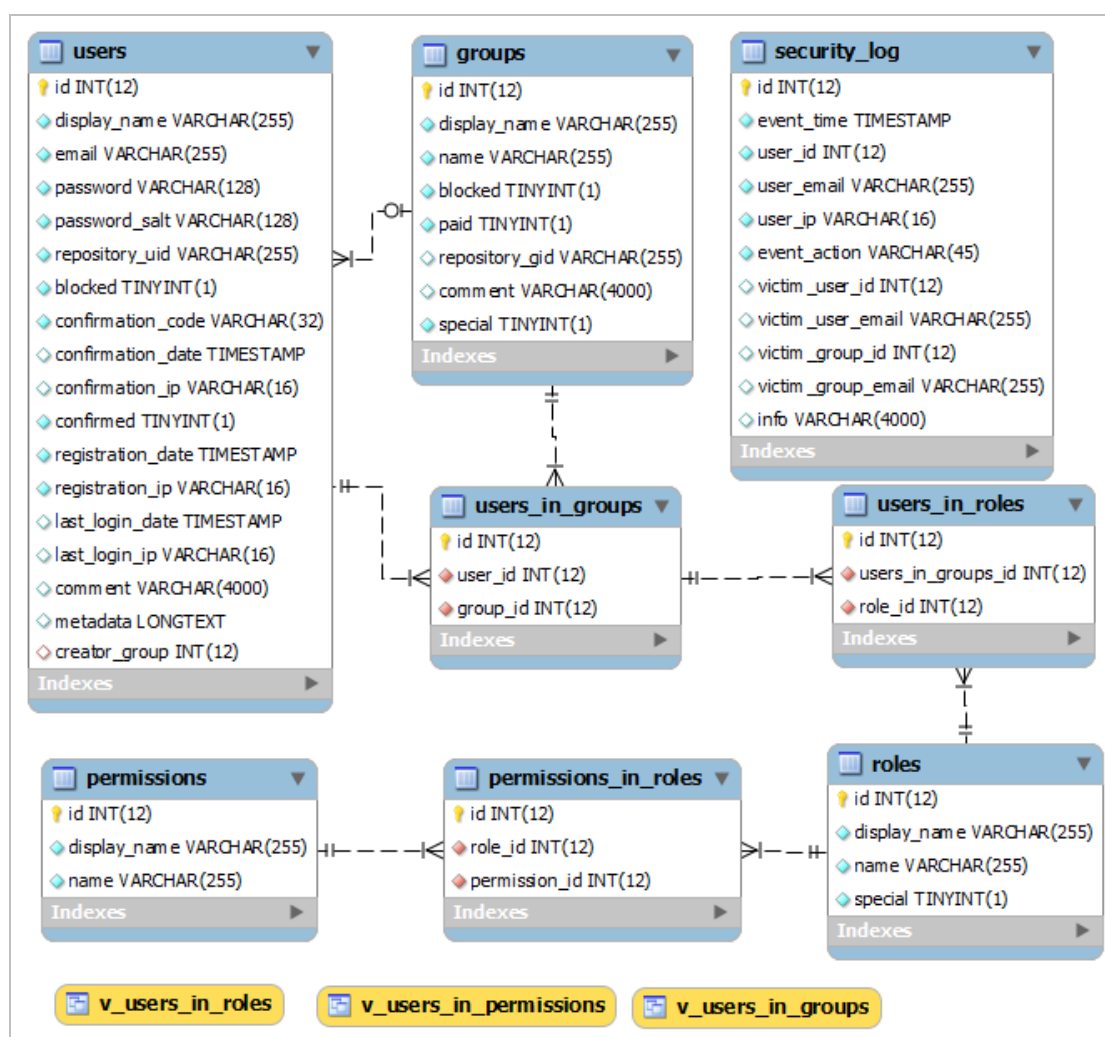 users
id INT(12)
display_name VARCHAR(255)
email VARCHAR(255)
password VARCHAR(128)
password_salt VARCHAR(128)
repository_uid VARCHAR(255)
blocked TINYINT(1)
confirmation_code VARCHAR(32)
confirmation_date TIMESTAMP
confirmation_ip VARCHAR(16)
confirmed TINYINT(1)
registration_date TIMESTAMP
registration_ip VARCHAR(16)
last_login_date TIMESTAMP
last_login_ip VARCHAR(16)
comment VARCHAR(4000)
metadata LONGTEXT
creator_group INT(12)
Indexes
groups
id INT(12)
display_name VARCHAR(255)
name VARCHAR(255)
blocked TINYINT(1)
paid TINYINT(1)
repository_gid VARCHAR(255)
comment VARCHAR(4000)
special TINYINT(1)
Indexes
security_log
id INT(12)
event_time TIMESTAMP
user_id INT(12)
user_email VARCHAR(255)
user_ip VARCHAR(16)
event_action VARCHAR(45)
victim_user_id INT(12)
victim_user_email VARCHAR(255)
victim_group_id INT(12)
victim_group_email VARCHAR(255)
info VARCHAR(4000)
Indexes
users_in_groups
id INT(12)
user_id INT(12)
group_id INT(12)
Indexes
users_in_roles
id INT(12)
users_in_groups_id INT(12)
role_id INT(12)
Indexes
permissions
id INT(12)
display_name VARCHAR(255)
name VARCHAR(255)
Indexes
permissions_in_roles
id INT(12)
role_id INT(12)
permission_id INT(12)
Indexes
roles
id INT(12)
display_name VARCHAR(255)
name VARCHAR(255)
special TINYINT(1)
Indexes
v_users_in_roles
v_users_in_permissions
v_users_in_groups